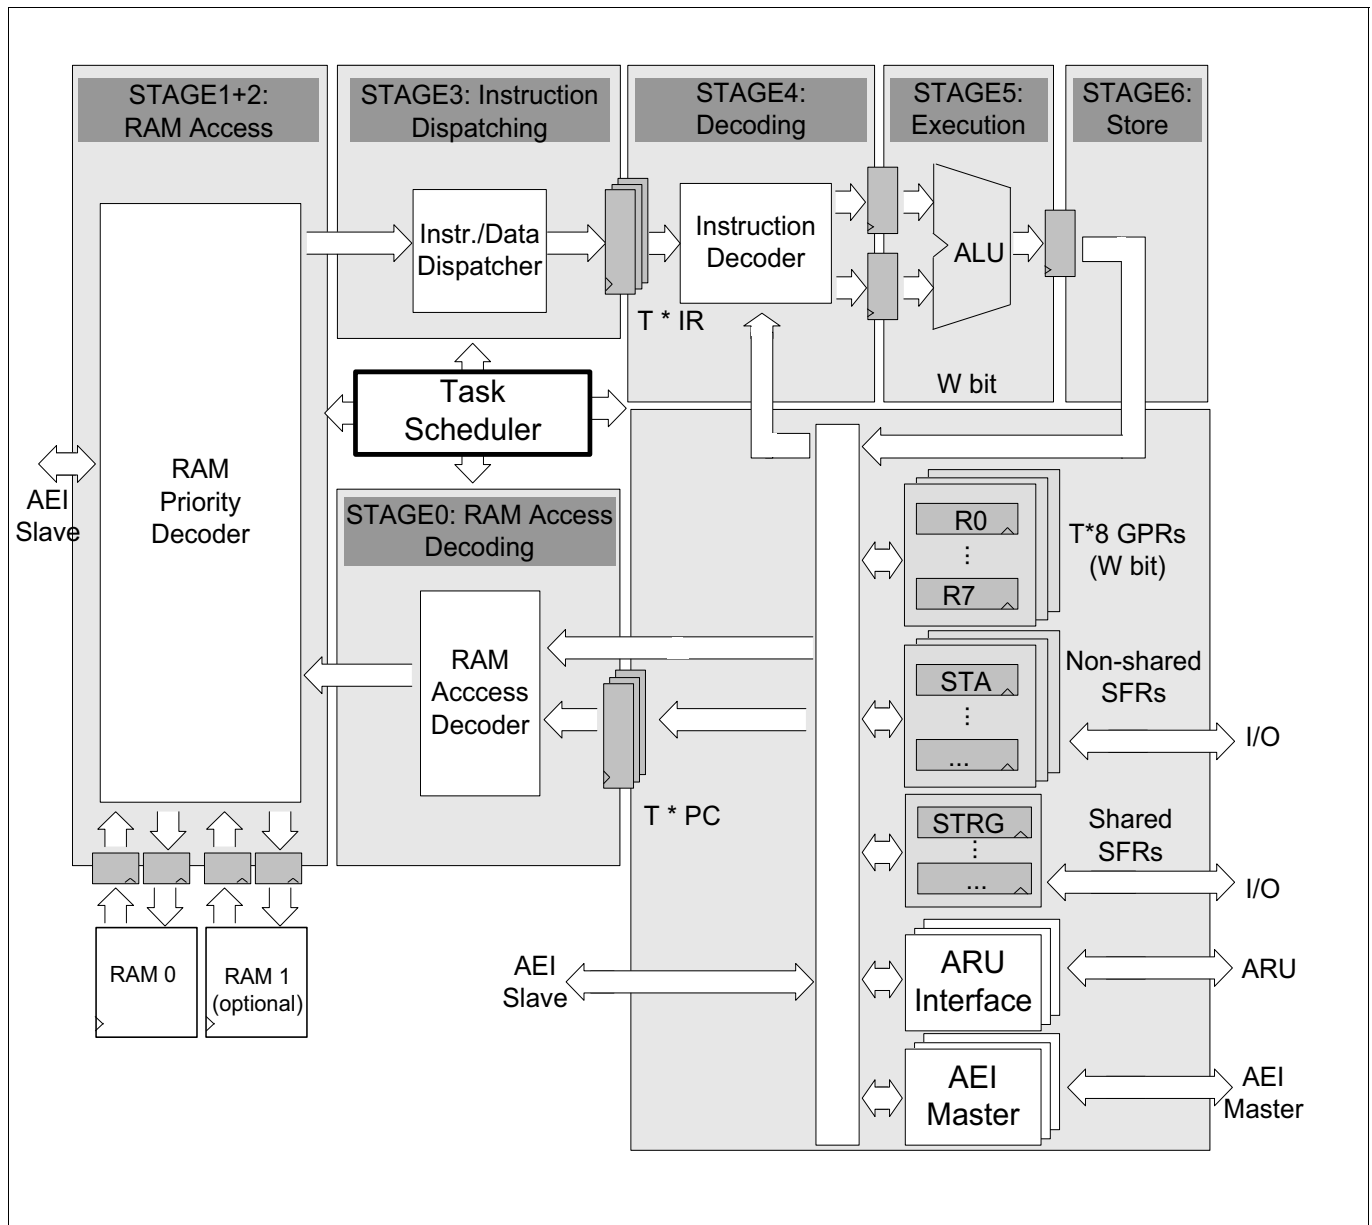 STAGE1+2:
RAM Access
STAGE3: Instruction
Dispatching
STAGE4:
Decoding
STAGE5:
Execution
STAGE6:
Store
Instr./Data
Dispatcher
Instruction
Decoder
ALU
T * IR
W bit
Task
Scheduler
RAM
Priority
Decoder
AEI
Slave
STAGE0: RAM Access
Decoding
RAM
Acccess
Decoder
T * PC
R0
⋮
R7
T*8 GPRs
(W bit)
STA
⋮
...
Non-shared
SFRs
I/O
STRG
⋮
...
Shared
SFRs
I/O
RAM 0
RAM 1
(optional)
AEI
Slave
ARU
Interface
ARU
AEI
Master
AEI
Master